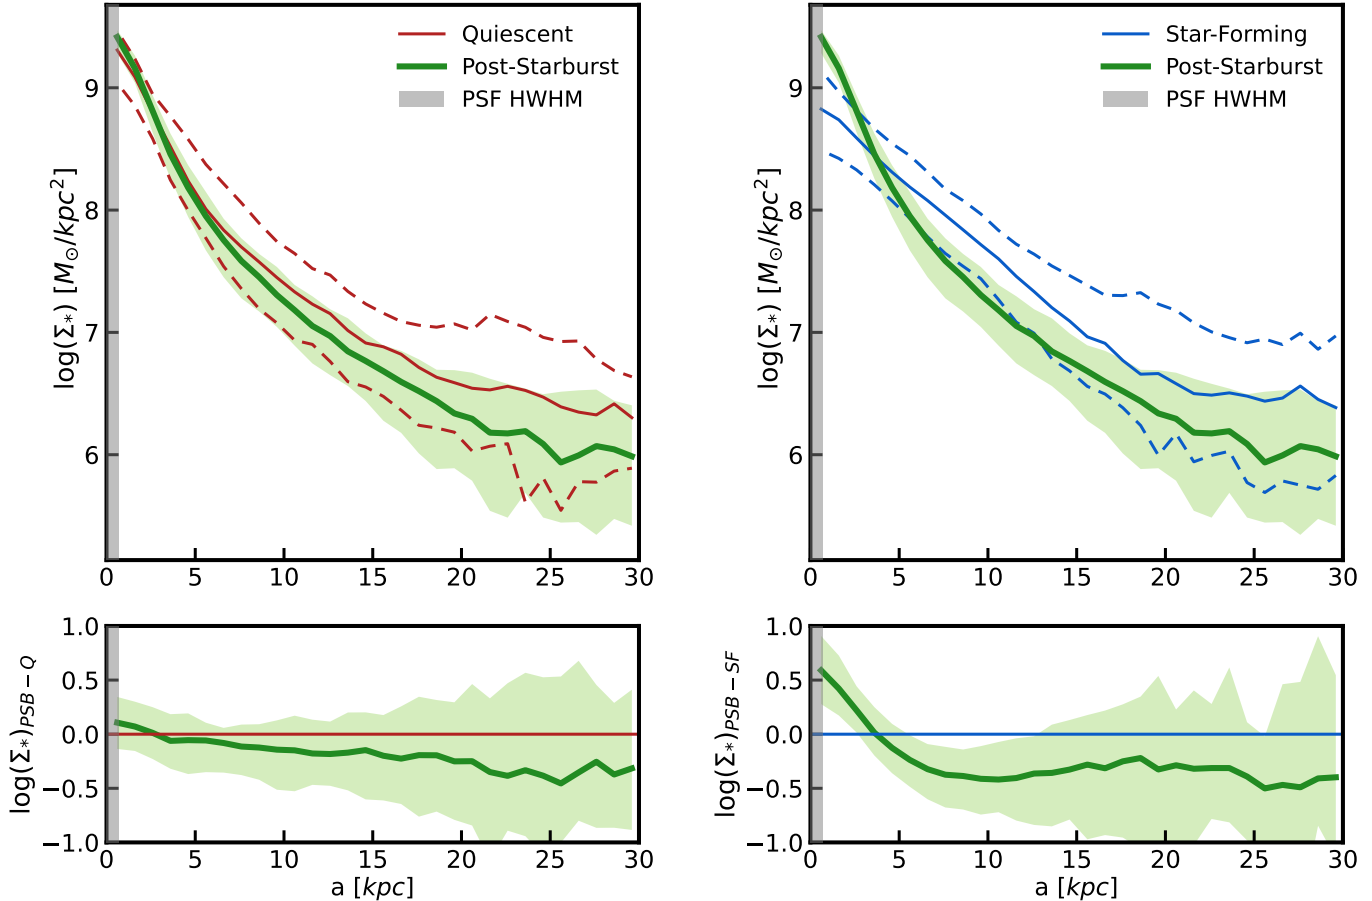 Quiescent
Post-Starburst
PSF HWHM
log(Σ*) [M⊙/kpc²]
9
8
7
6
0 5 10 15 20 25 30
Star-Forming
Post-Starburst
PSF HWHM
log(Σ*) [M⊙/kpc²]
9
8
7
6
0 5 10 15 20 25 30
log(Σ*)PSB−Q
1.0
0.5
0.0
−0.5
−1.0
0 5 10 15 20 25 30
a [kpc]
log(Σ*)PSB−SF
1.0
0.5
0.0
−0.5
−1.0
0 5 10 15 20 25 30
a [kpc]